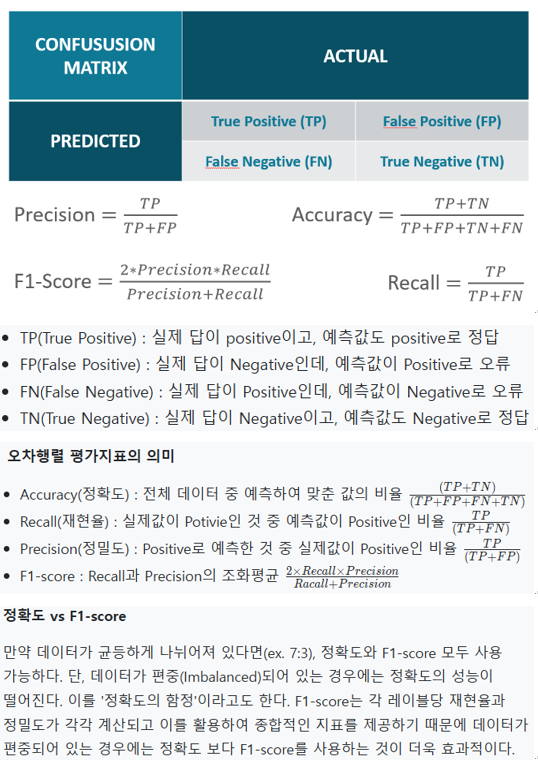 CONFUSUSION
MATRIX
ACTUAL
PREDICTED
True Positive (TP)
False Positive (FP)
False Negative (FN)
True Negative (TN)
Precision = TP / TP+FP
Accuracy = TP+TN / TP+FP+TN+FN
F1-Score = 2*Precision*Recall / Precision+Recall
Recall = TP / TP+FN
• TP(True Positive) : 실제 답이 positive이고, 예측값도 positive로 정답
• FP(False Positive) : 실제 답이 Negative인데, 예측값이 Positive로 오류
• FN(False Negative) : 실제 답이 Positive인데, 예측값이 Negative로 오류
• TN(True Negative) : 실제 답이 Negative이고, 예측값도 Negative로 정답
오차행렬 평가지표의 의미
• Accuracy(정확도) : 전체 데이터 중 예측하여 맞춘 값의 비율 (TP+TN) / (TP+FP+FN+TN)
• Recall(재현율) : 실제값이 Potivie인 것 중 예측값이 Positive인 비율 TP / (TP+FN)
• Precision(정밀도) : Positive로 예측한 것 중 실제값이 Positive인 비율 TP / (TP+FP)
• F1-score : Recall과 Precision의 조화평균 2×Recall×Precision / Racall+Precision
정확도 vs F1-score
만약 데이터가 균등하게 나뉘어져 있다면(ex. 7:3), 정확도와 F1-score 모두 사용
가능하다. 단, 데이터가 편중(Imbalanced)되어 있는 경우에는 정확도의 성능이
떨어진다. 이를 '정확도의 함정'이라고도 한다. F1-score는 각 레이블당 재현율과
정밀도가 각각 계산되고 이를 활용하여 종합적인 지표를 제공하기 때문에 데이터가
편중되어 있는 경우에는 정확도 보다 F1-score를 사용하는 것이 더욱 효과적이다.